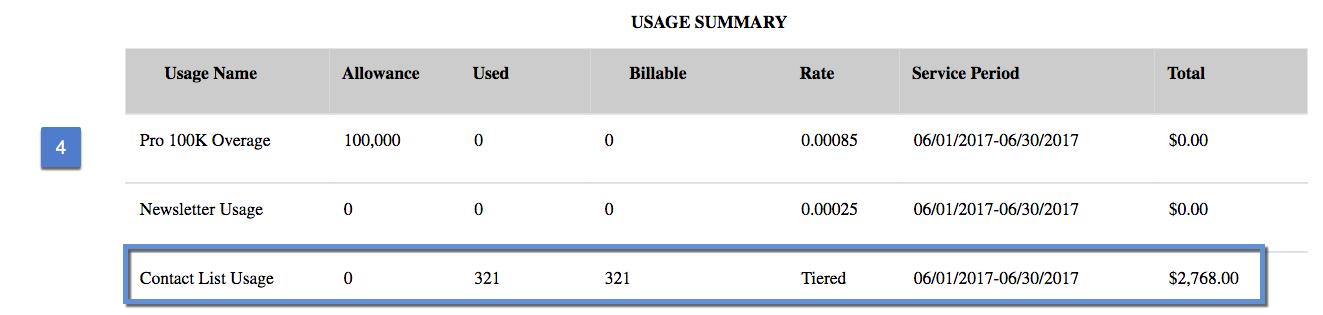 USAGE SUMMARY
Usage Name Allowance Used Billable Rate Service Period Total
4
Pro 100K Overage 100,000 0 0 0.00085 06/01/2017-06/30/2017 $0.00
Newsletter Usage 0 0 0 0.00025 06/01/2017-06/30/2017 $0.00
Contact List Usage 0 321 321 Tiered 06/01/2017-06/30/2017 $2,768.00